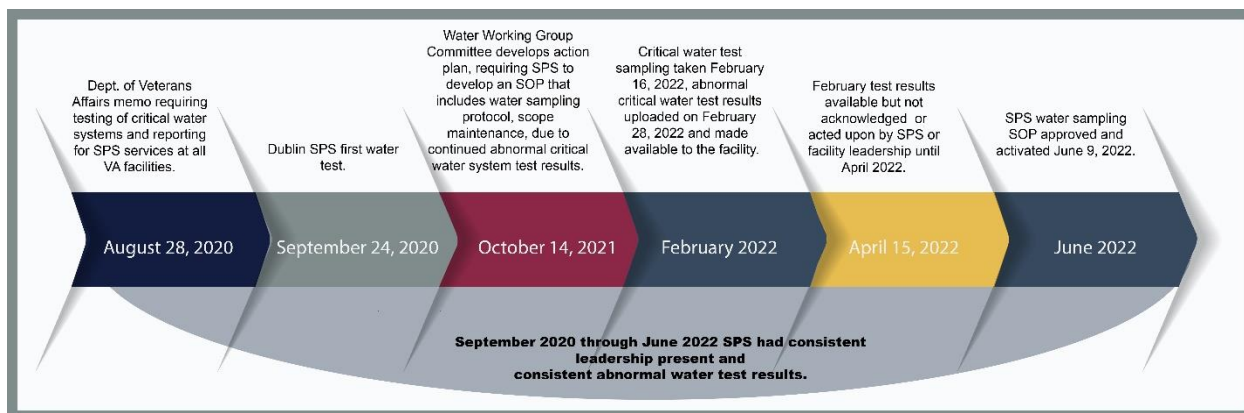 Dept. of Veterans
Affairs memo requiring
testing of critical water
systems and reporting
for SPS services at all
VA facilities.
Dublin SPS first water
test.
Water Working Group
Committee develops action
plan, requiring SPS to
develop an SOP that
includes water sampling
protocol, scope
maintenance, due to
continued abnormal critical
water system test results.
Critical water test
sampling taken February
16, 2022, abnormal
critical water test results
uploaded on February
28, 2022 and made
available to the facility.
February test results
available but not
acknowledged or
acted upon by SPS or
facility leadership until
April 2022.
SPS water sampling
SOP approved and
activated June 9, 2022.
August 28, 2020
September 24, 2020
October 14, 2021
February 2022
April 15, 2022
June 2022
September 2020 through June 2022 SPS had consistent
leadership present and
consistent abnormal water test results.